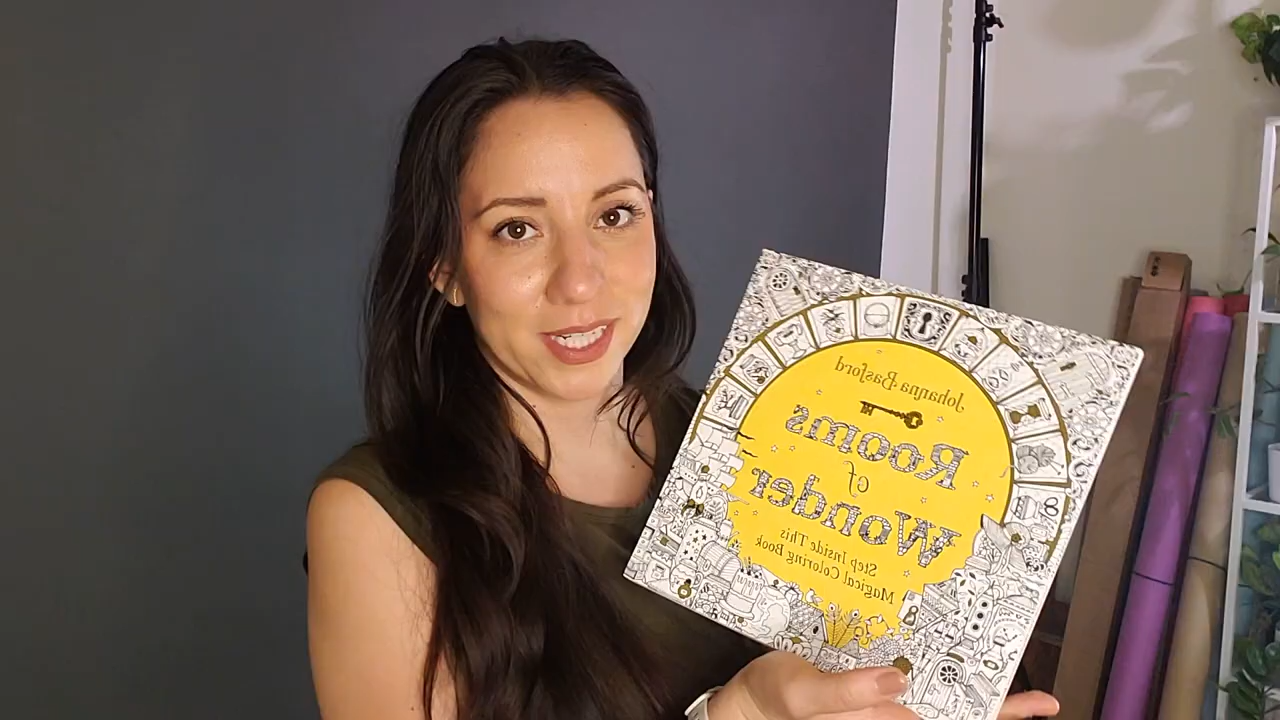 Johanna Basford
Rooms
of
Wonder
Step Inside This
Magical Coloring Book